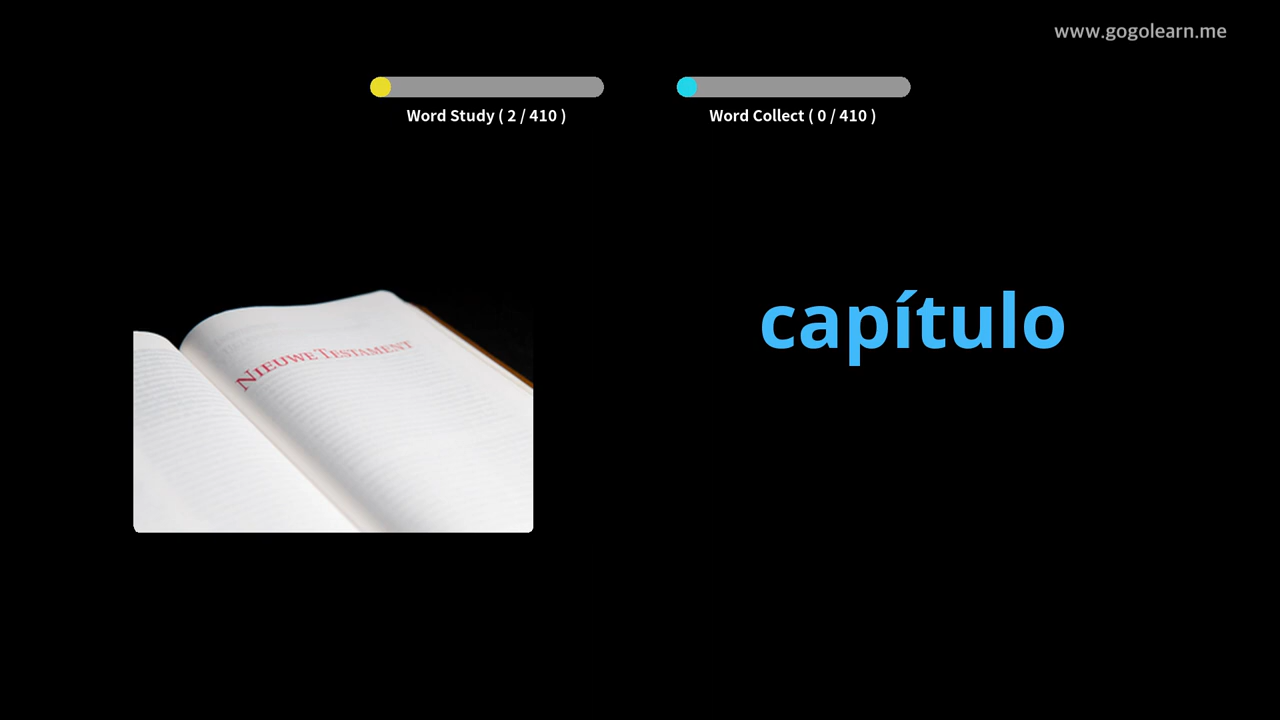 www.gogolearn.me
Word Study ( 2 / 410 )
Word Collect ( 0 / 410 )
NIEUWE TESTAMENT
capítulo